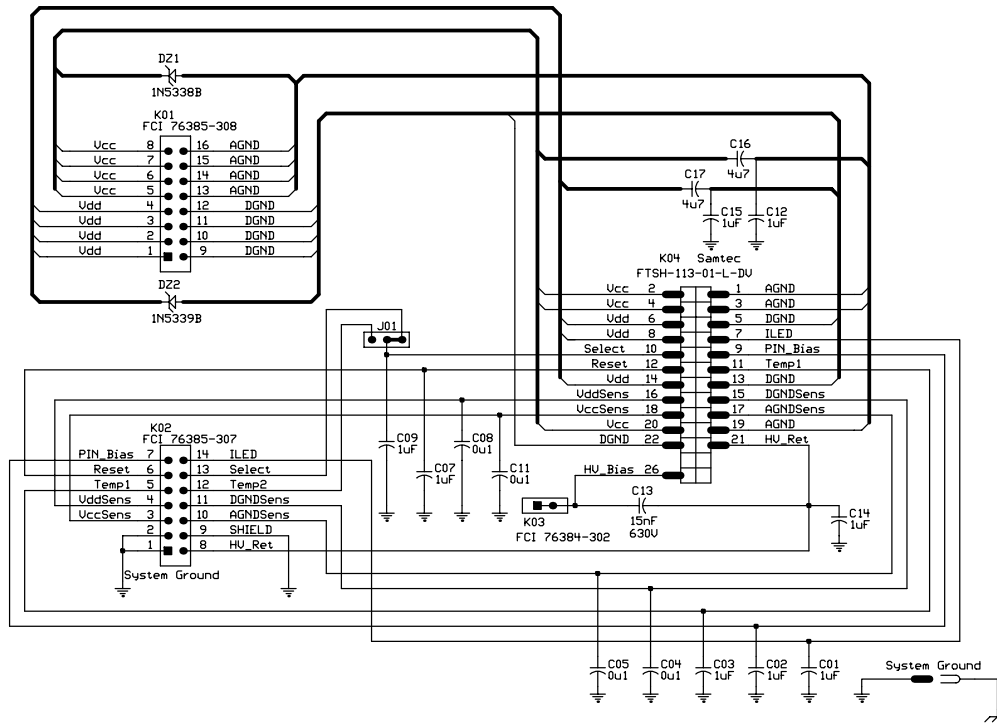 DZ1
1N5338B
K01
FCI 76385-308
Vcc 8 16 AGND
Vcc 7 15 AGND
Vcc 6 14 AGND
Vcc 5 13 AGND
Vdd 4 12 DGND
Vdd 3 11 DGND
Vdd 2 10 DGND
Vdd 1 9 DGND
DZ2
1N5339B
C16
4u7
C17
4u7
C15
1uF
C12
1uF
K04 Samtec
FTSH-113-01-L-DV
Vcc 2 1 AGND
Vcc 4 3 AGND
Vdd 6 5 DGND
Vdd 8 7 ILED
Select 10 9 PIN_Bias
Reset 12 11 Temp1
Vdd 14 13 DGND
VddSens 16 15 DGNDSens
VccSens 18 17 AGNDSens
Vcc 20 19 AGND
DGND 22 21 HV_Ret
HV_Bias 26
J01
K02
FCI 76385-307
PIN_Bias 7 14 ILED
Reset 6 13 Select
Temp1 5 12 Temp2
VddSens 4 11 DGNDSens
VccSens 3 10 AGNDSens
2 9 SHIELD
1 8 HV_Ret
System Ground
C09
1uF
C07
1uF
C08
0u1
C11
0u1
K03
FCI 76384-302
C13
15nF
630V
C14
1uF
C05
0u1
C04
0u1
C03
1uF
C02
1uF
C01
1uF
System Ground